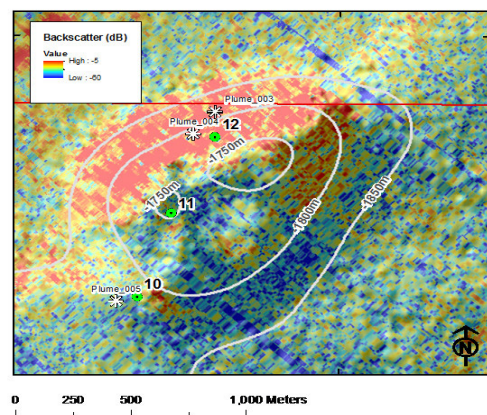 Backscatter (dB)
Value
High : -5
Low : -60
Plume_003
Plume_004
12
-1750m
-1750m
11
-1800m
-1850m
10
Plume_005
N
0 250 500 1,000 Meters